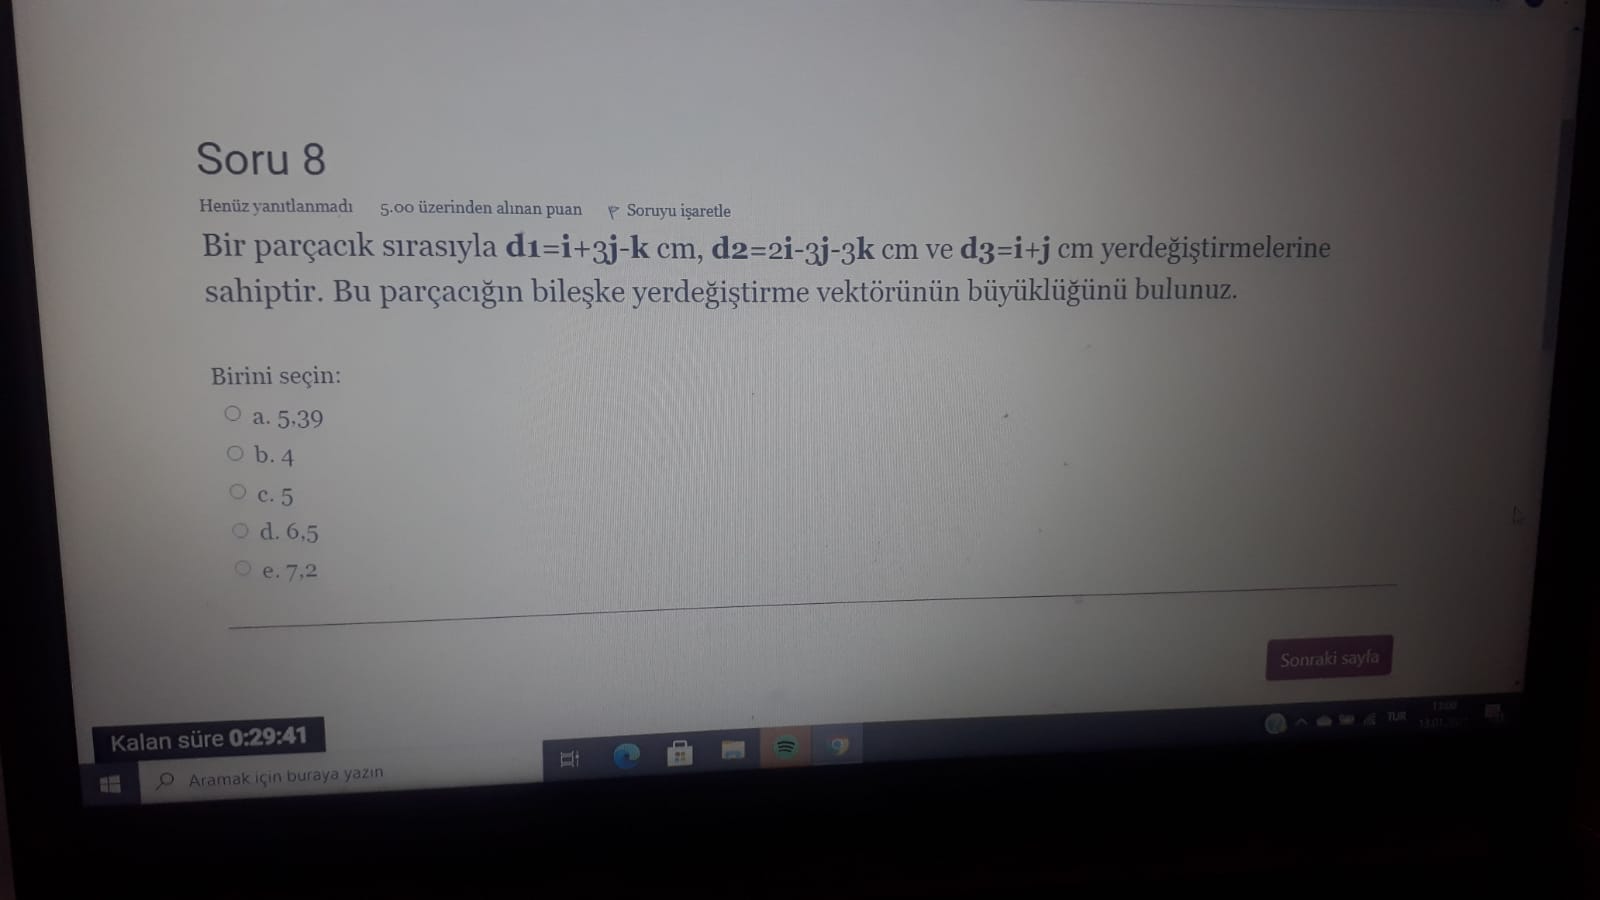 Soru 8
Henüz yanıtlanmadı 5.00 üzerinden alınan puan Soruyu işaretle
Bir parçacık sırasıyla d1=i+3j-k cm, d2=2i-3j-3k cm ve d3=i+j cm yerdeğiştirmelerine
sahiptir. Bu parçacığın bileşke yerdeğiştirme vektörünün büyüklüğünü bulunuz.
Birini seçin:
a. 5,39
b. 4
c. 5
d. 6,5
e. 7,2
Sonraki sayfa
Kalan süre 0:29:41
TUR
Aramak için buraya yazın